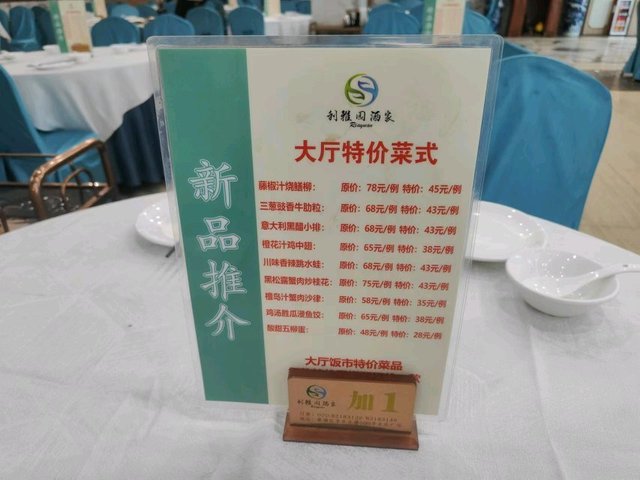 利雅园酒家
Riayuan
大厅特价菜式
新品推介
藤椒汁烧鳝柳： 原价：78元/例 特价：45元/例
三葱豉香牛肋粒： 原价：68元/例 特价：43元/例
意大利黑醋小排： 原价：68元/例 特价：43元/例
橙花汁鸡中翅： 原价：65元/例 特价：38元/例
川味香辣跳水蛙： 原价：68元/例 特价：43元/例
黑松露蟹肉炒桂花： 原价：75元/例 特价：43元/例
檀岛汁蟹肉沙律： 原价：58元/例 特价：35元/例
鸡汤胜瓜浸鱼饺： 原价：65元/例 特价：38元/例
酸甜五柳蛋： 原价：48元/例 特价：28元/例
大厅饭市特价菜品
利雅园酒家
加1